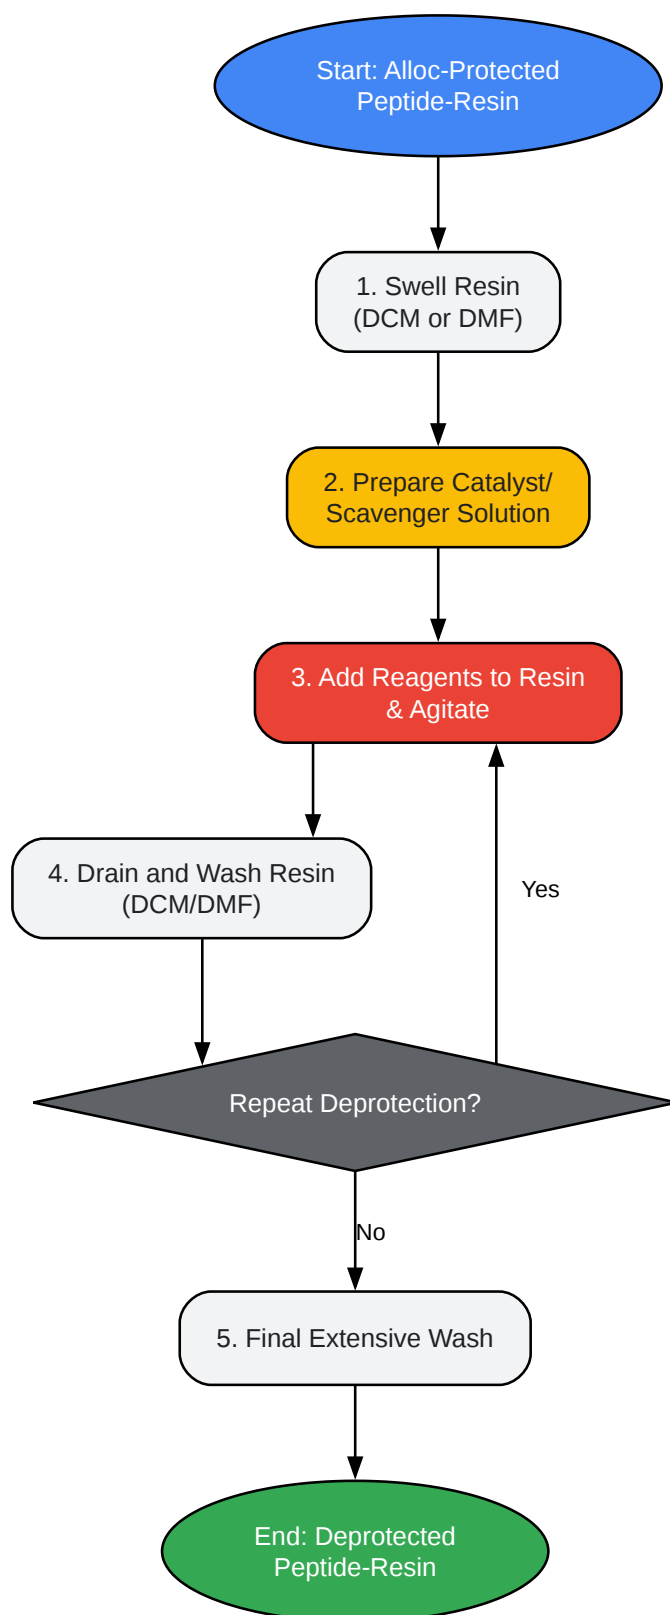 Start: Alloc-Protected
Peptide-Resin
1. Swell Resin
(DCM or DMF)
2. Prepare Catalyst/
Scavenger Solution
3. Add Reagents to Resin
& Agitate
4. Drain and Wash Resin
(DCM/DMF)
Yes
Repeat Deprotection?
No
5. Final Extensive Wash
End: Deprotected
Peptide-Resin